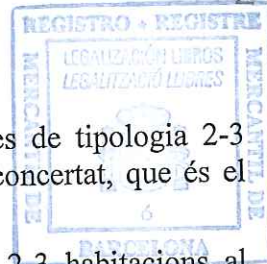 REGISTRO • REGISTRE
LEGALIZACIÓN LIBROS
LEGALITZACIÓ LLIBRES
MERCANTIL DE
MERCANTIL DE
6
BARCELONA
es de tipologia 2-3
concertat, que és el
2-3 habitacions al